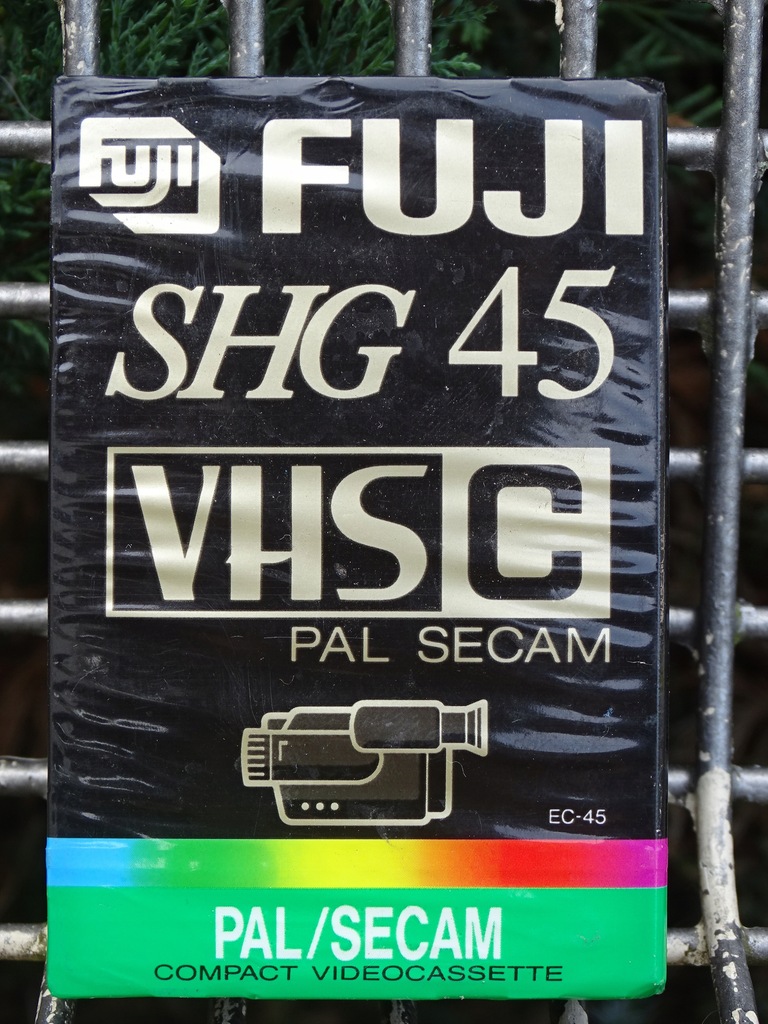 FUJI FUJI
SHG 45
VHS C
PAL SECAM
EC-45
PAL/SECAM
COMPACT VIDEOCASSETTE